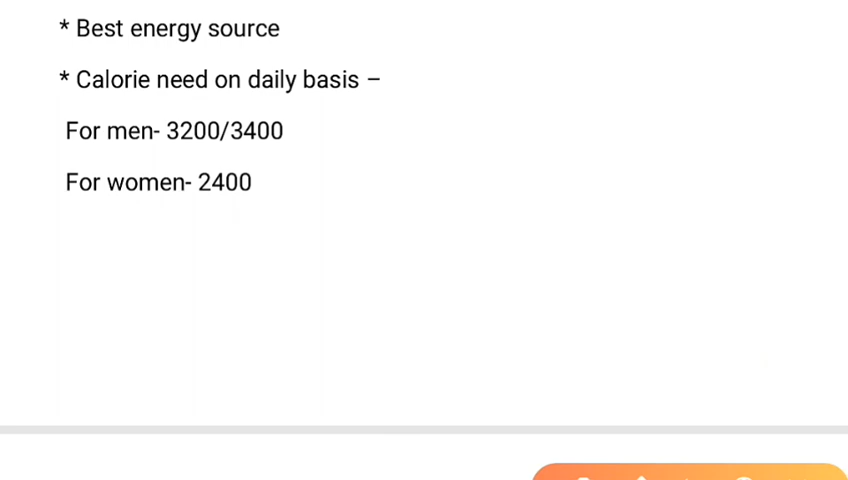 * Best energy source
* Calorie need on daily basis –
For men- 3200/3400
For women- 2400